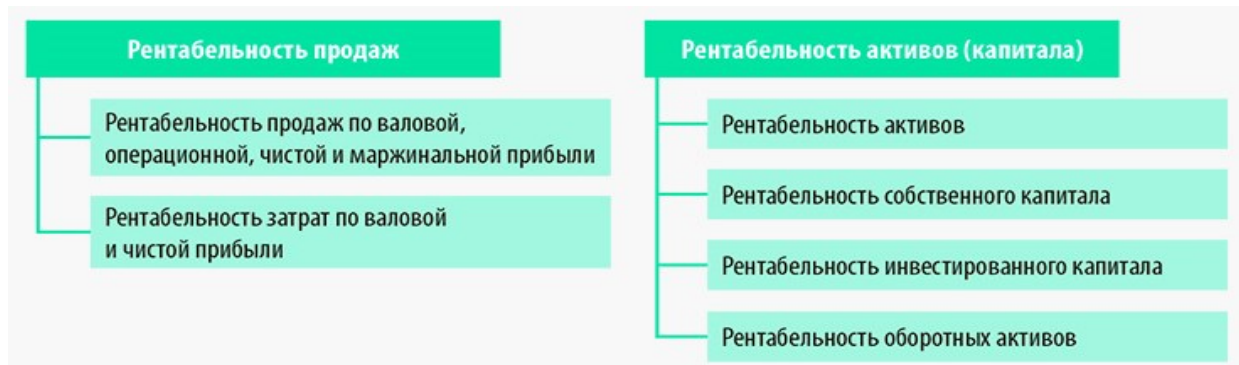 Рентабельность продаж
Рентабельность продаж по валовой,
операционной, чистой и маржинальной прибыли
Рентабельность затрат по валовой
и чистой прибыли
Рентабельность активов (капитала)
Рентабельность активов
Рентабельность собственного капитала
Рентабельность инвестированного капитала
Рентабельность оборотных активов